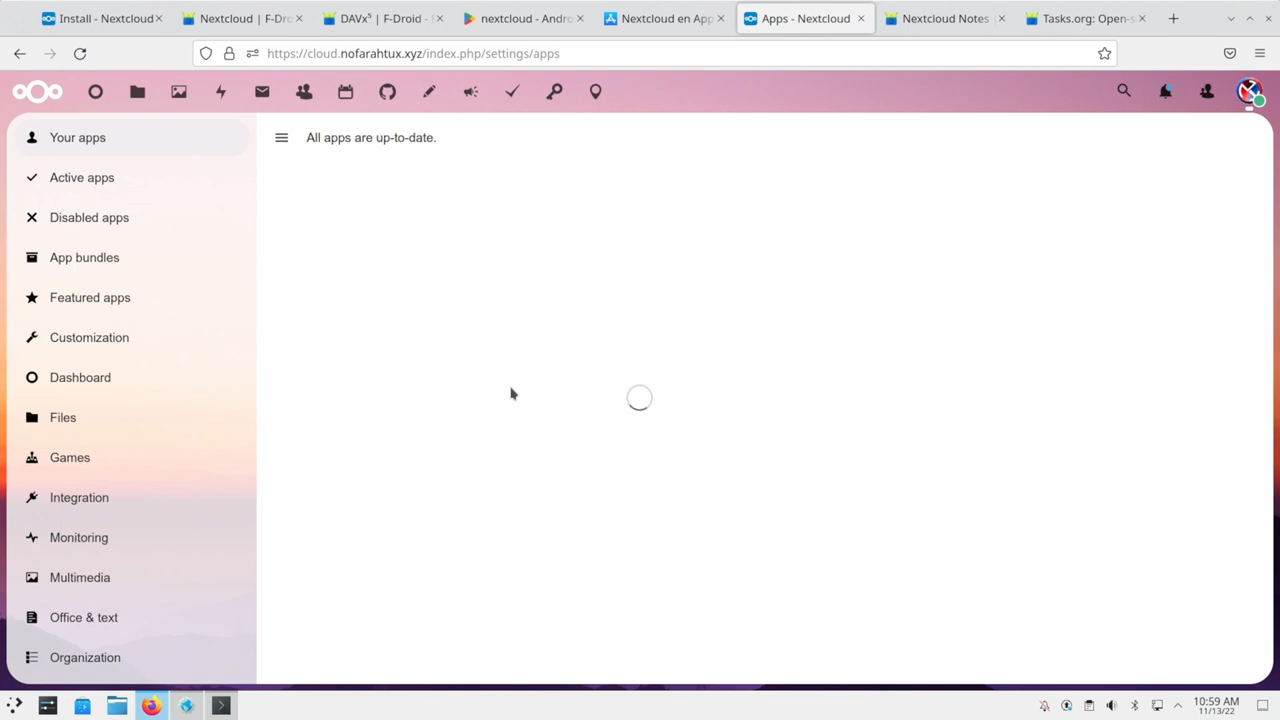 Install - Nextcloud
Nextcloud | F-Dro
DAVx⁵ | F-Droid - F
nextcloud - Andro
Nextcloud en App
Apps - Nextcloud
Nextcloud Notes
Tasks.org: Open-s
https://cloud.nofarahtux.xyz/index.php/settings/apps
Your apps
All apps are up-to-date.
Active apps
Disabled apps
App bundles
Featured apps
Customization
Dashboard
Files
Games
Integration
Monitoring
Multimedia
Office & text
Organization
10:59 AM
11/13/22